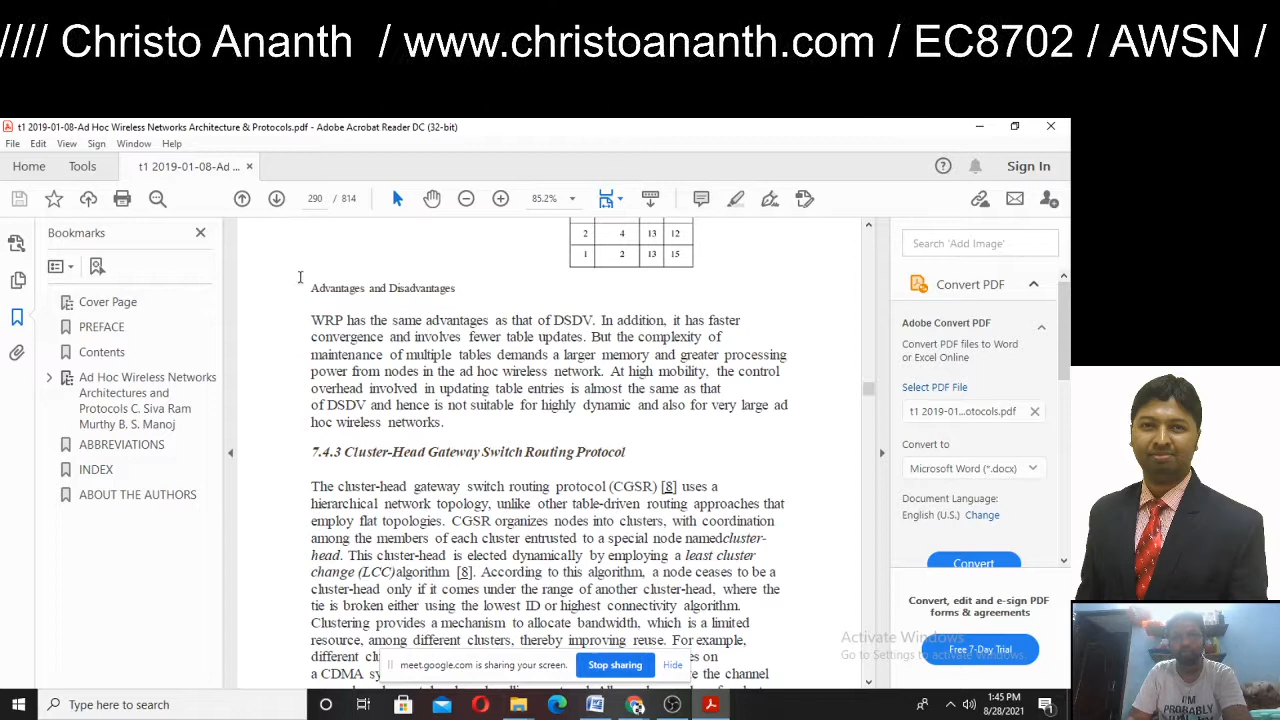 //// Christo Ananth / www.christoananth.com / EC8702 / AWSN /
t1 2019-01-08-Ad Hoc Wireless Networks Architecture & Protocols.pdf - Adobe Acrobat Reader DC (32-bit)
File Edit View Sign Window Help
Home Tools t1 2019-01-08-Ad ... × Sign In
290 / 814 85.2%
Bookmarks
Cover Page
PREFACE
Contents
Ad Hoc Wireless Networks
Architectures and
Protocols C. Siva Ram
Murthy B. S. Manoj
ABBREVIATIONS
INDEX
ABOUT THE AUTHORS
2 4 13 12
1 2 13 15
Advantages and Disadvantages
WRP has the same advantages as that of DSDV. In addition, it has faster
convergence and involves fewer table updates. But the complexity of
maintenance of multiple tables demands a larger memory and greater processing
power from nodes in the ad hoc wireless network. At high mobility, the control
overhead involved in updating table entries is almost the same as that
of DSDV and hence is not suitable for highly dynamic and also for very large ad
hoc wireless networks.
7.4.3 Cluster-Head Gateway Switch Routing Protocol
The cluster-head gateway switch routing protocol (CGSR) [8] uses a
hierarchical network topology, unlike other table-driven routing approaches that
employ flat topologies. CGSR organizes nodes into clusters, with coordination
among the members of each cluster entrusted to a special node namedcluster-
head. This cluster-head is elected dynamically by employing a least cluster
change (LCC)algorithm [8]. According to this algorithm, a node ceases to be a
cluster-head only if it comes under the range of another cluster-head, where the
tie is broken either using the lowest ID or highest connectivity algorithm.
Clustering provides a mechanism to allocate bandwidth, which is a limited
resource, among different clusters, thereby improving reuse. For example,
different
a CDMA the channel
meet.google.com is sharing your screen. Stop sharing Hide
Search 'Add Image'
Convert PDF
Adobe Convert PDF
Convert PDF files to Word
or Excel Online
Select PDF File
t1 2019-01...otocols.pdf ×
Convert to
Microsoft Word (*.docx)
Document Language:
English (U.S.) Change
Convert
Convert, edit and e-sign PDF
forms & agreements
Free 7-Day Trial
Activate Windows
Go to Settings to activate Windows.
Type here to search
1:45 PM
8/28/2021
I'M
PROBABLY